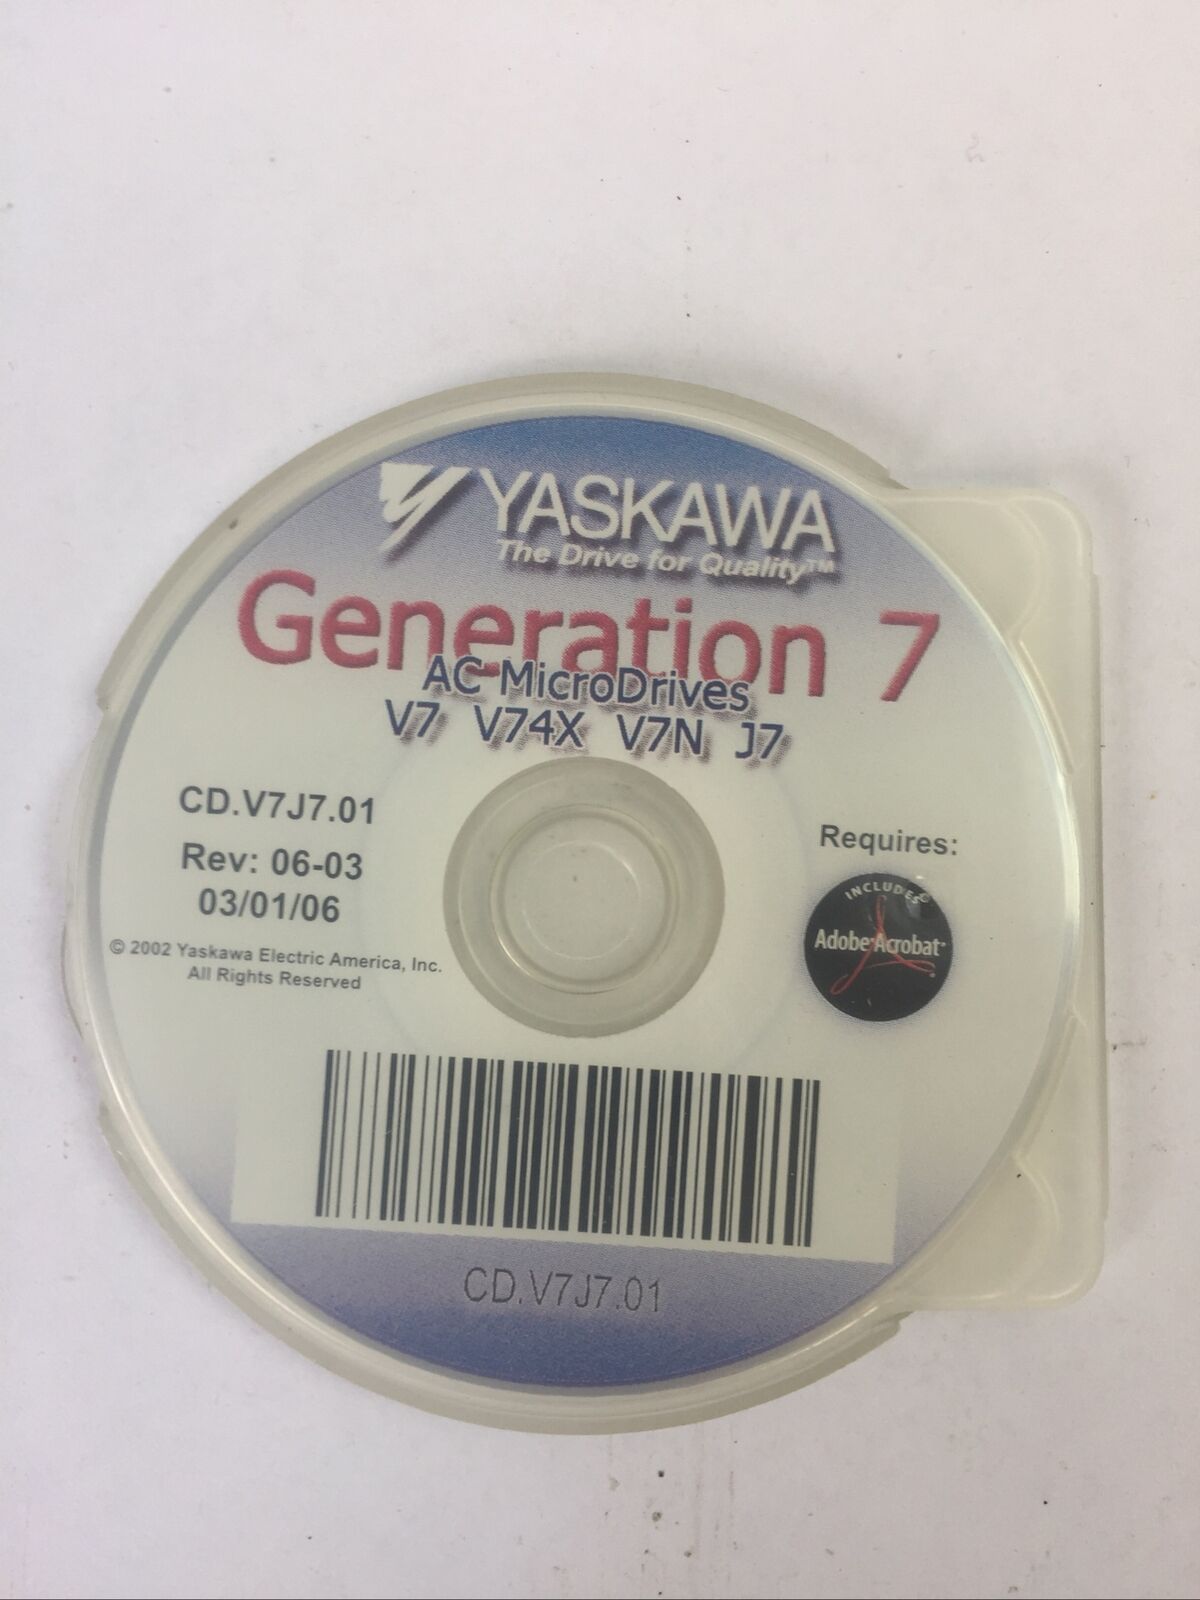 YASKAWA
The Drive for Quality™
Generation 7
AC MicroDrives
V7 V74X V7N J7
CD.V7J7.01
Rev: 06-03
03/01/06
© 2002 Yaskawa Electric America, Inc.
All Rights Reserved
Requires:
INCLUDES
Adobe Acrobat
CD.V7J7.01